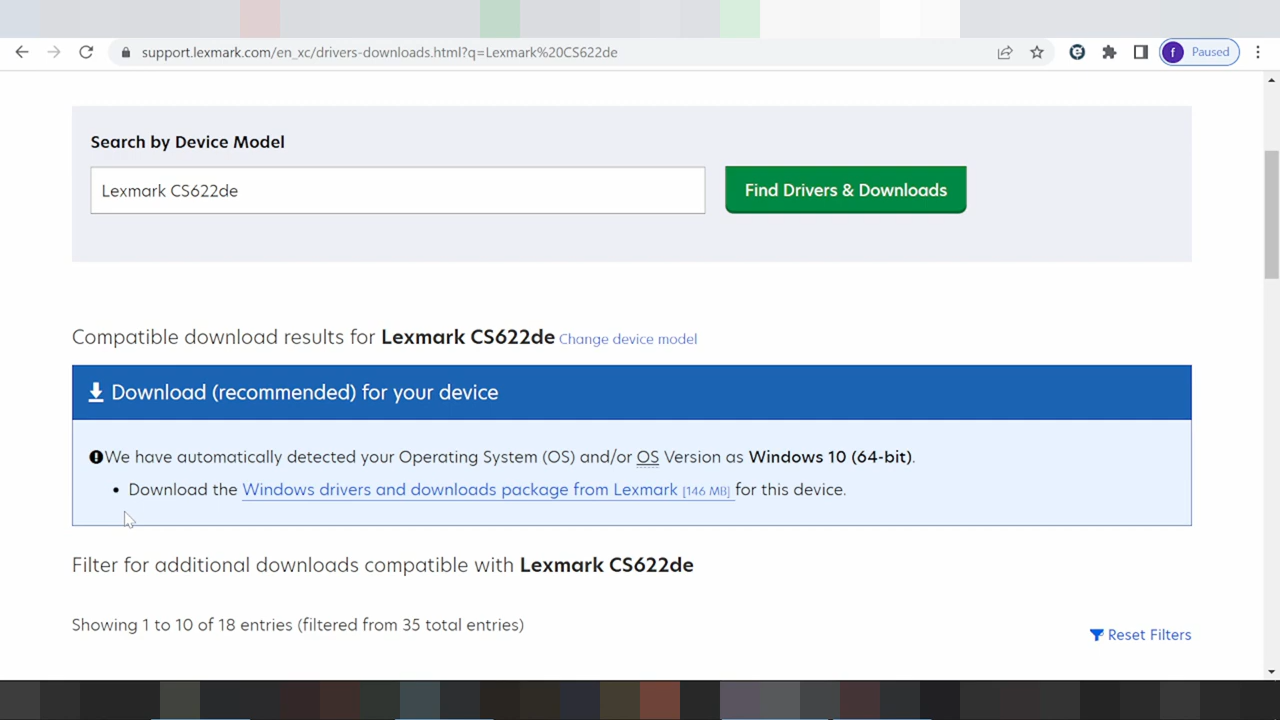 support.lexmark.com/en_xc/drivers-downloads.html?q=Lexmark%20CS622de
f Paused
Search by Device Model
Lexmark CS622de Find Drivers & Downloads
Compatible download results for Lexmark CS622de Change device model
Download (recommended) for your device
We have automatically detected your Operating System (OS) and/or OS Version as Windows 10 (64-bit).
• Download the Windows drivers and downloads package from Lexmark [146 MB] for this device.
Filter for additional downloads compatible with Lexmark CS622de
Showing 1 to 10 of 18 entries (filtered from 35 total entries)
Reset Filters